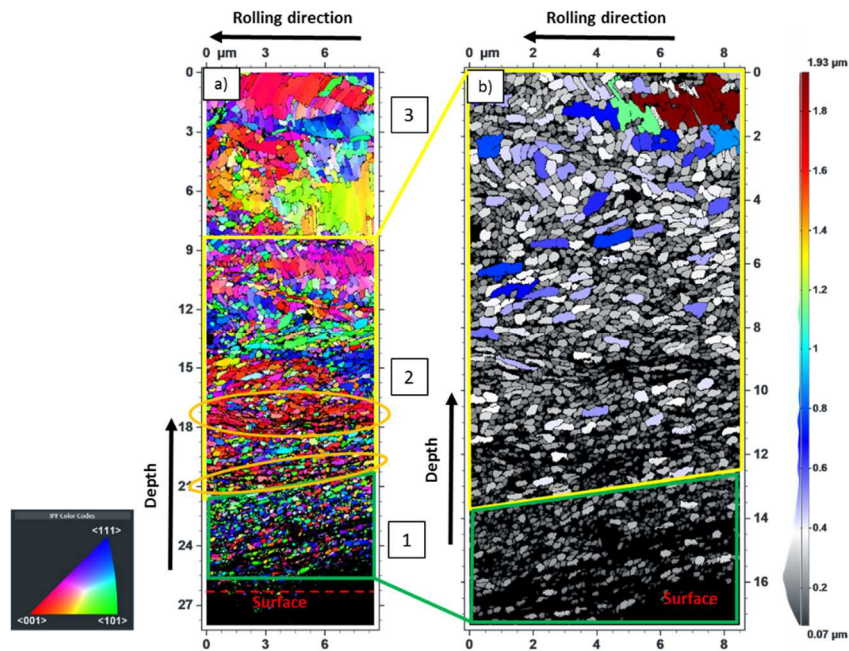 Rolling direction
Rolling direction
0 µm 3 6
0 µm 2 4 6 8
1.93 µm
a)
b)
0
3
6
9
12
15
18
21
24
27
3
2
1
0
2
4
6
8
10
12
14
16
1.8
1.6
1.4
1.2
1
0.8
0.6
0.4
0.2
0.07 µm
Depth
Depth
Surface
Surface
IPF Color Codes
<111>
<001>
<101>
0 3 6
0 2 4 6 8